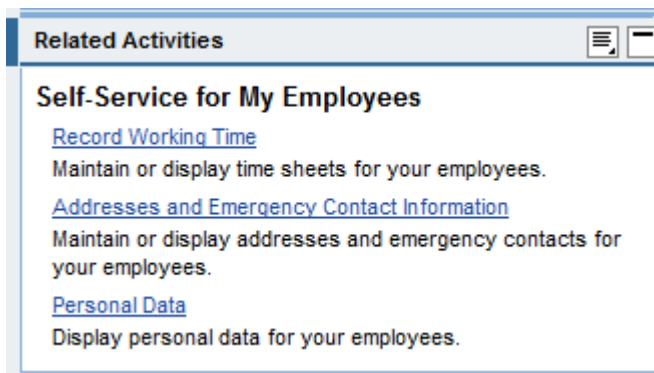 Related Activities
Self-Service for My Employees
Record Working Time
Maintain or display time sheets for your employees.
Addresses and Emergency Contact Information
Maintain or display addresses and emergency contacts for
your employees.
Personal Data
Display personal data for your employees.